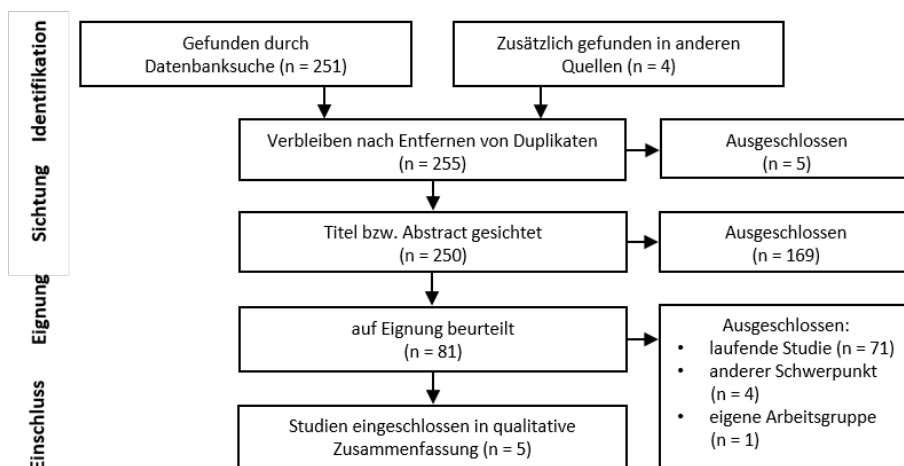 Identifikation
Gefunden durch
Datenbanksuche (n = 251)
Zusätzlich gefunden in anderen
Quellen (n = 4)
Verbleiben nach Entfernen von Duplikaten
(n = 255)
Ausgeschlossen
(n = 5)
Sichtung
Titel bzw. Abstract gesichtet
(n = 250)
Ausgeschlossen
(n = 169)
Eignung
auf Eignung beurteilt
(n = 81)
Ausgeschlossen:
• laufende Studie (n = 71)
• anderer Schwerpunkt
(n = 4)
• eigene Arbeitsgruppe
(n = 1)
Einschluss
Studien eingeschlossen in qualitative
Zusammenfassung (n = 5)